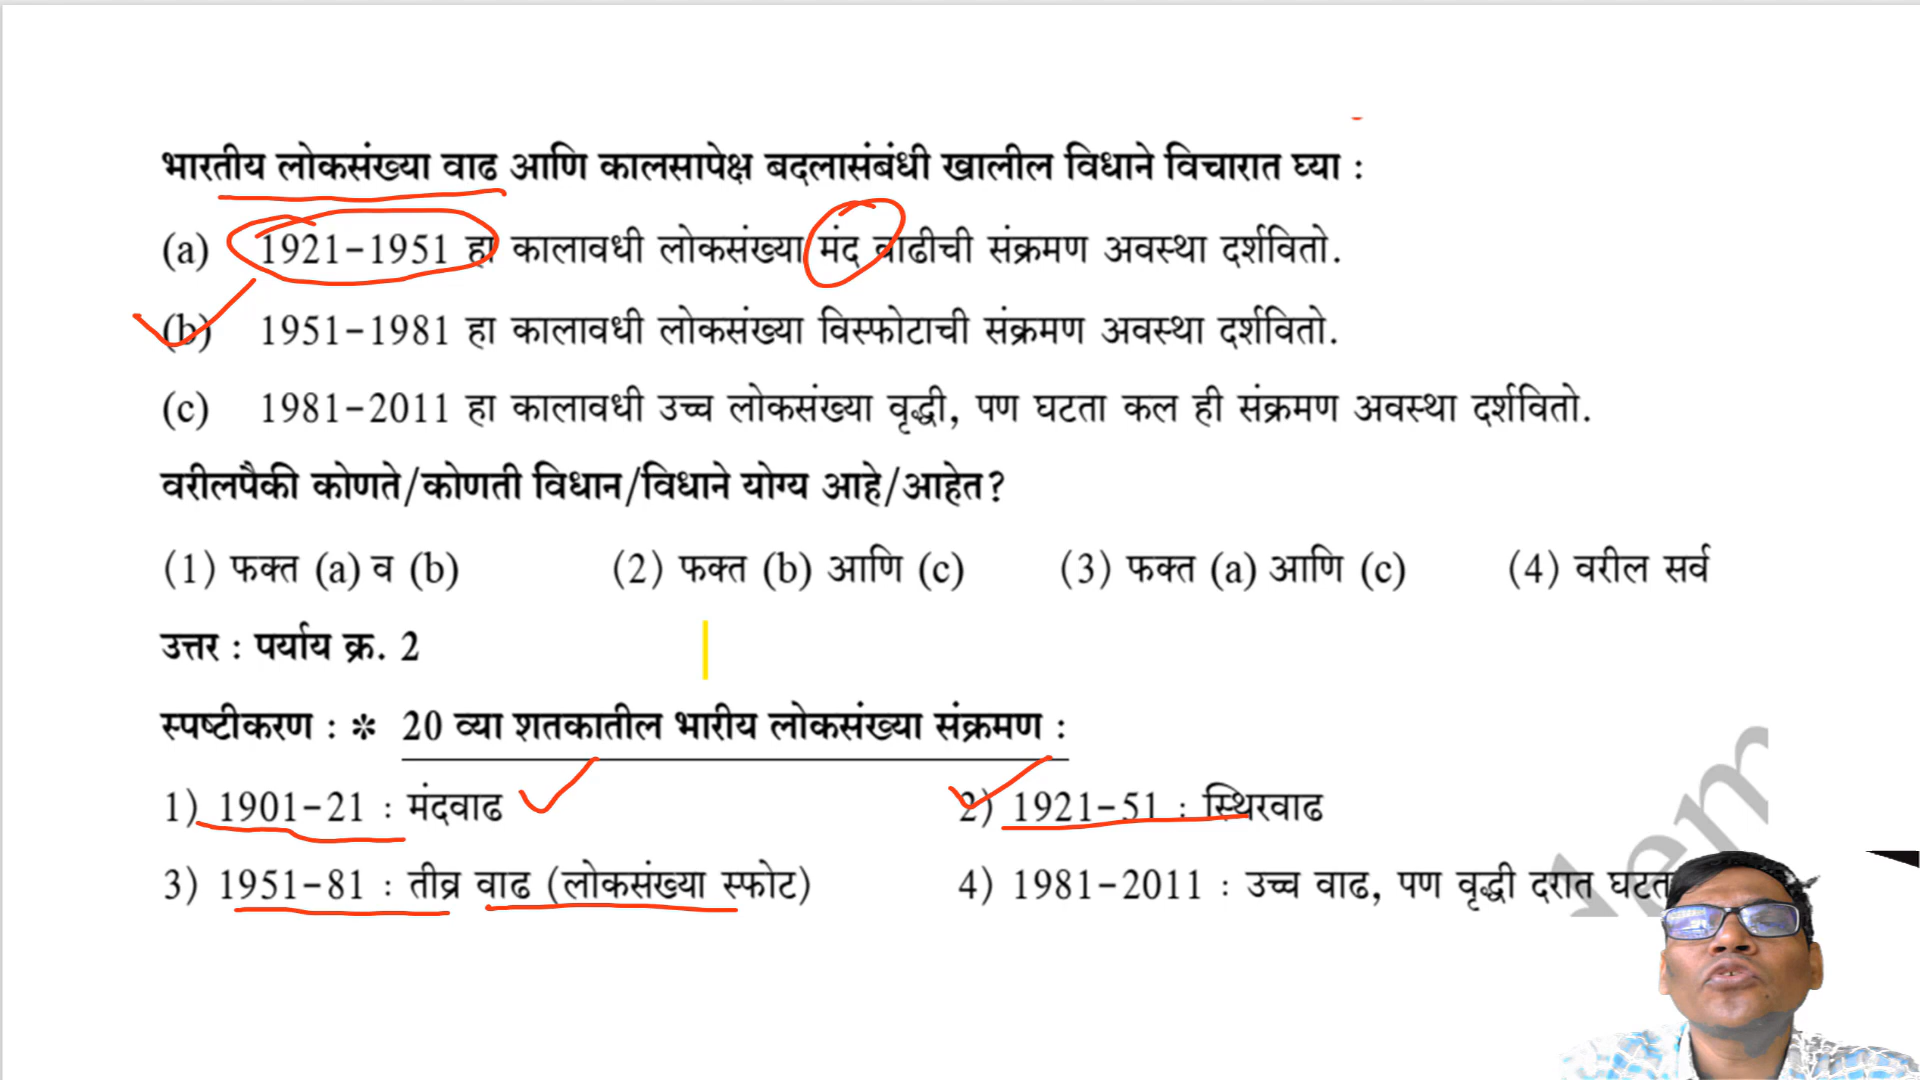 भारतीय लोकसंख्या वाढ आणि कालसापेक्ष बदलासंबंधी खालील विधाने विचारात घ्या :
(a) 1921-1951 हा कालावधी लोकसंख्या मंद वाढीची संक्रमण अवस्था दर्शवितो.
(b) 1951-1981 हा कालावधी लोकसंख्या विस्फोटाची संक्रमण अवस्था दर्शवितो.
(c) 1981-2011 हा कालावधी उच्च लोकसंख्या वृद्धी, पण घटता कल ही संक्रमण अवस्था दर्शवितो.
वरीलपैकी कोणते/कोणती विधान/विधाने योग्य आहे/आहेत?
(1) फक्त (a) व (b) (2) फक्त (b) आणि (c) (3) फक्त (a) आणि (c) (4) वरील सर्व
उत्तर : पर्याय क्र. 2
स्पष्टीकरण : * 20 व्या शतकातील भारीय लोकसंख्या संक्रमण :
1) 1901-21 : मंदवाढ 2) 1921-51 : स्थिरवाढ
3) 1951-81 : तीव्र वाढ (लोकसंख्या स्फोट) 4) 1981-2011 : उच्च वाढ, पण वृद्धी दरात